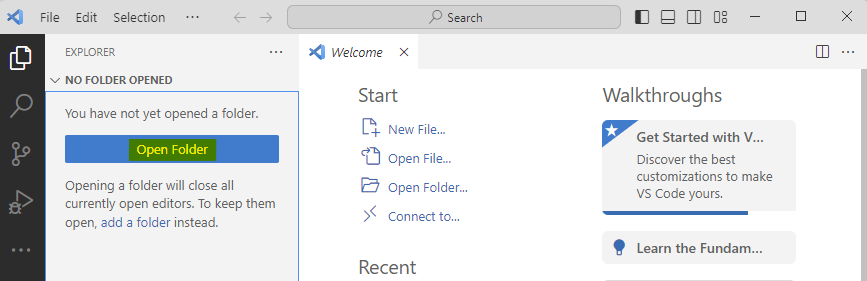 File Edit Selection ··· Search
EXPLORER ···
Welcome
NO FOLDER OPENED
You have not yet opened a folder.
Open Folder
Opening a folder will close all
currently open editors. To keep them
open, add a folder instead.
Start
New File...
Open File...
Open Folder...
Connect to...
Recent
Walkthroughs
Get Started with V...
Discover the best
customizations to make
VS Code yours.
Learn the Fundam...